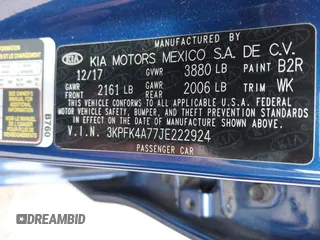 MANUFACTURED BY
KIA KIA MOTORS MEXICO S.A. DE C.V.
12/17 GVWR 3880 LB PAINT B2R
GAWR FRONT 2161 LB GAWR REAR 2006 LB TRIM WK
THIS VEHICLE CONFORMS TO ALL APPLICABLE U.S. FEDERAL
MOTOR VEHICLE SAFETY, BUMPER, AND THEFT PREVENTION STANDARDS
IN EFFECT ON THE DATE OF MANUFACTURE SHOWN ABOVE.
V.I.N. 3KPFK4A77JE222924
PASSENGER CAR
B760
DREAMBID